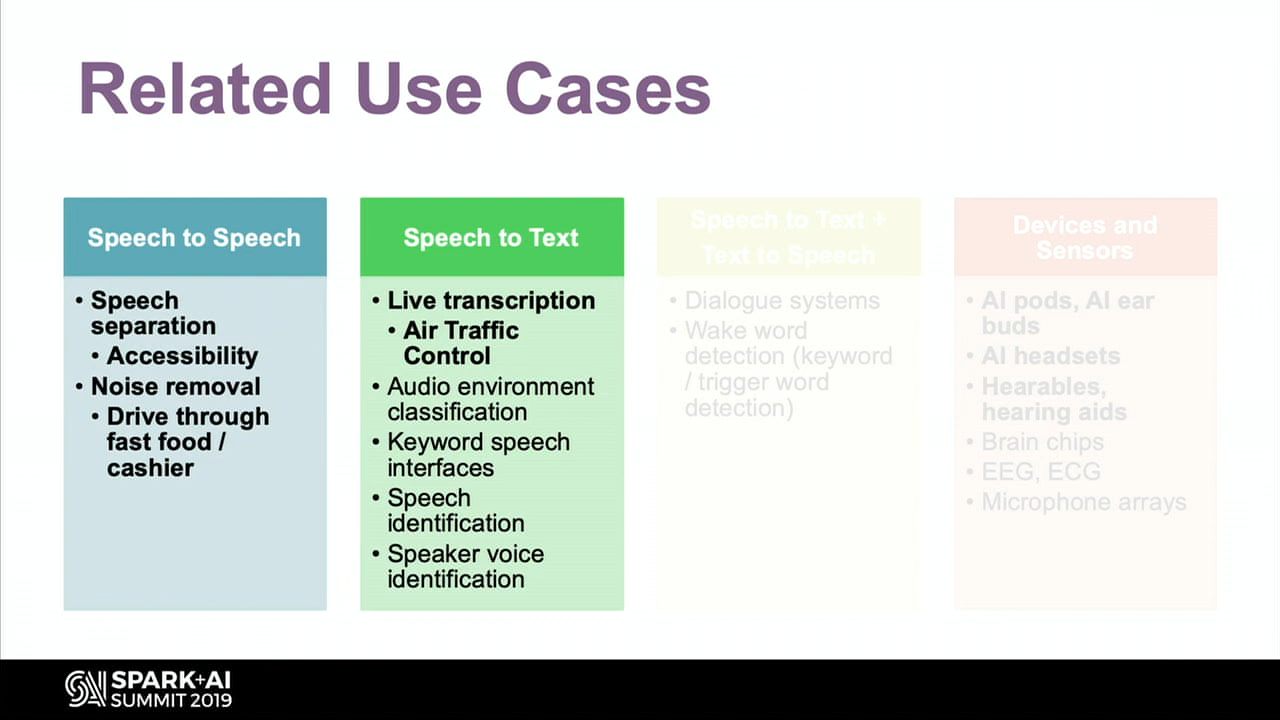 Related Use Cases
Speech to Speech
• Speech
separation
• Accessibility
• Noise removal
• Drive through
fast food /
cashier
Speech to Text
• Live transcription
• Air Traffic
Control
• Audio environment
classification
• Keyword speech
interfaces
• Speech
identification
• Speaker voice
identification
Speech to Text +
Text to Speech
• Dialogue systems
• Wake word
detection (keyword
/ trigger word
detection)
Devices and
Sensors
• AI pods, AI ear
buds
• AI headsets
• Hearables,
hearing aids
• Brain chips
• EEG, ECG
• Microphone arrays
SPARK+AI
SUMMIT 2019